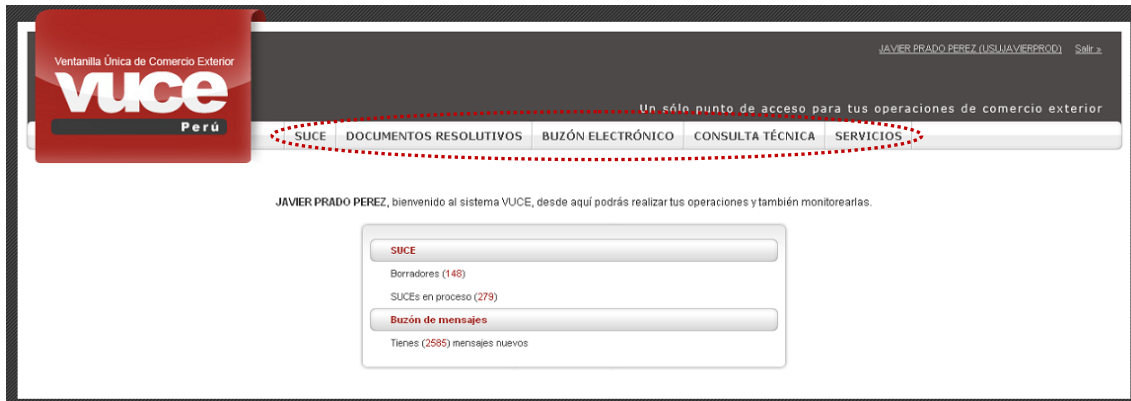 Ventanilla Única de Comercio Exterior
vuce
Perú
JAVIER PRADO PEREZ (USUJAVIERPROD) Salir »
Un sólo punto de acceso para tus operaciones de comercio exterior
SUCE DOCUMENTOS RESOLUTIVOS BUZÓN ELECTRÓNICO CONSULTA TÉCNICA SERVICIOS
JAVIER PRADO PEREZ, bienvenido al sistema VUCE, desde aquí podrás realizar tus operaciones y también monitorearlas.
SUCE
Borradores (148)
SUCEs en proceso (279)
Buzón de mensajes
Tienes (2585) mensajes nuevos